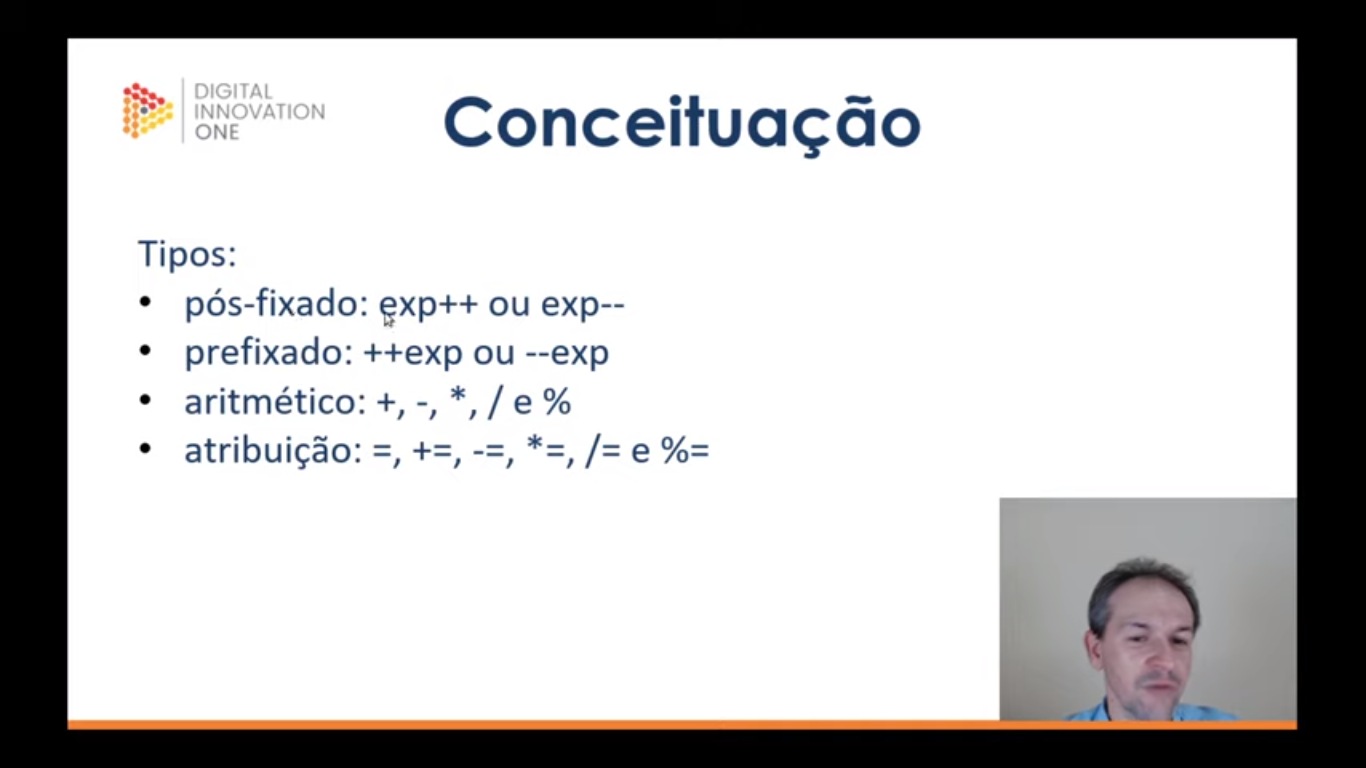 DIGITAL
INNOVATION
ONE
Conceituação
Tipos:
• pós-fixado: exp++ ou exp--
• prefixado: ++exp ou --exp
• aritmético: +, -, *, / e %
• atribuição: =, +=, -=, *=, /= e %=